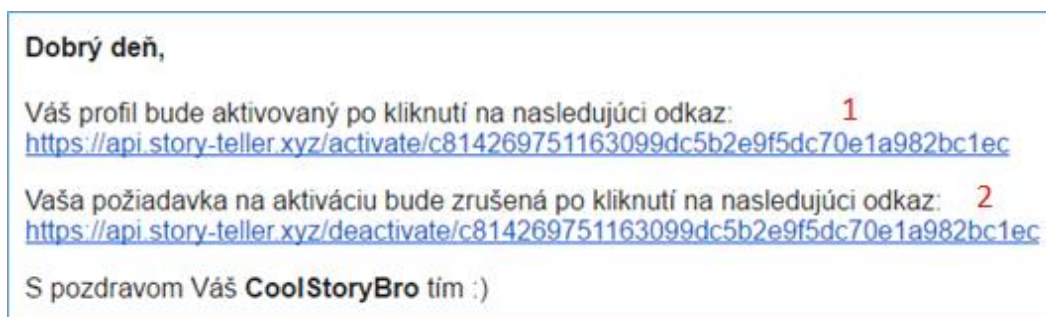 Dobrý deň,
Váš profil bude aktivovaný po kliknutí na nasledujúci odkaz: 1
https://api.story-teller.xyz/activate/c814269751163099dc5b2e9f5dc70e1a982bc1ec
Vaša požiadavka na aktiváciu bude zrušená po kliknutí na nasledujúci odkaz: 2
https://api.story-teller.xyz/deactivate/c814269751163099dc5b2e9f5dc70e1a982bc1ec
S pozdravom Váš CoolStoryBro tím :)